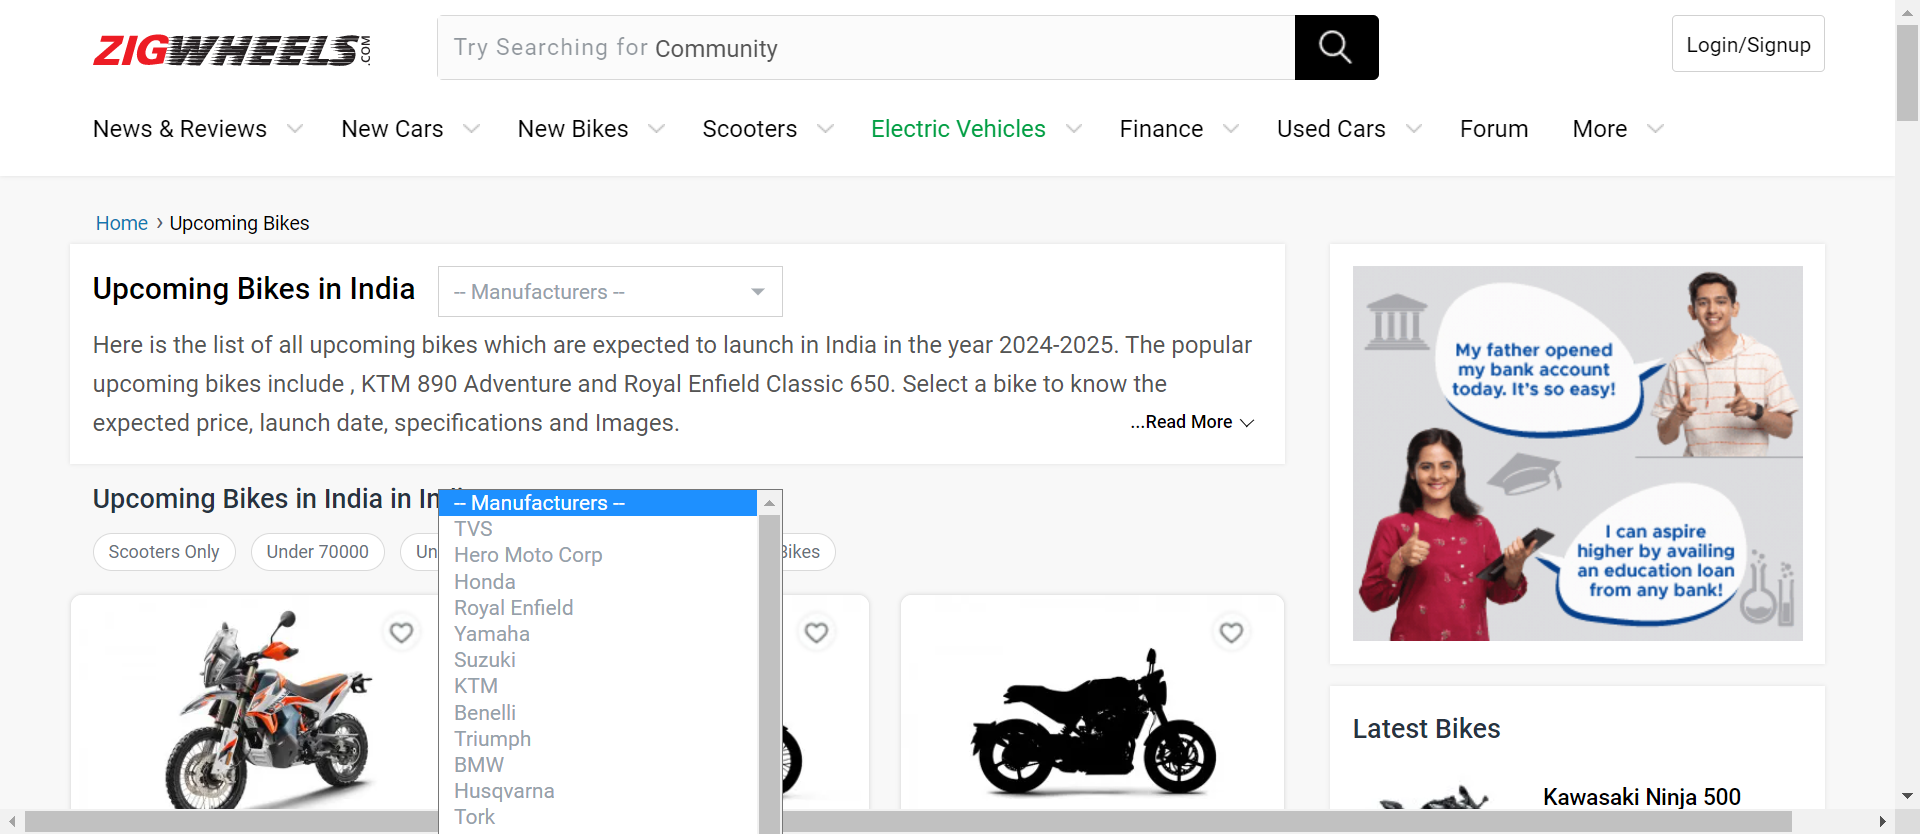 ZIGWHEELS.COM
Try Searching for Community
Login/Signup
News & Reviews
New Cars
New Bikes
Scooters
Electric Vehicles
Finance
Used Cars
Forum
More
Home › Upcoming Bikes
Upcoming Bikes in India
-- Manufacturers --
Here is the list of all upcoming bikes which are expected to launch in India in the year 2024-2025. The popular
upcoming bikes include , KTM 890 Adventure and Royal Enfield Classic 650. Select a bike to know the
expected price, launch date, specifications and Images.
...Read More
Upcoming Bikes in India in In
Scooters Only
Under 70000
Un
Bikes
-- Manufacturers --
TVS
Hero Moto Corp
Honda
Royal Enfield
Yamaha
Suzuki
KTM
Benelli
Triumph
BMW
Husqvarna
Tork
My father opened
my bank account
today. It's so easy!
I can aspire
higher by availing
an education loan
from any bank!
Latest Bikes
Kawasaki Ninja 500